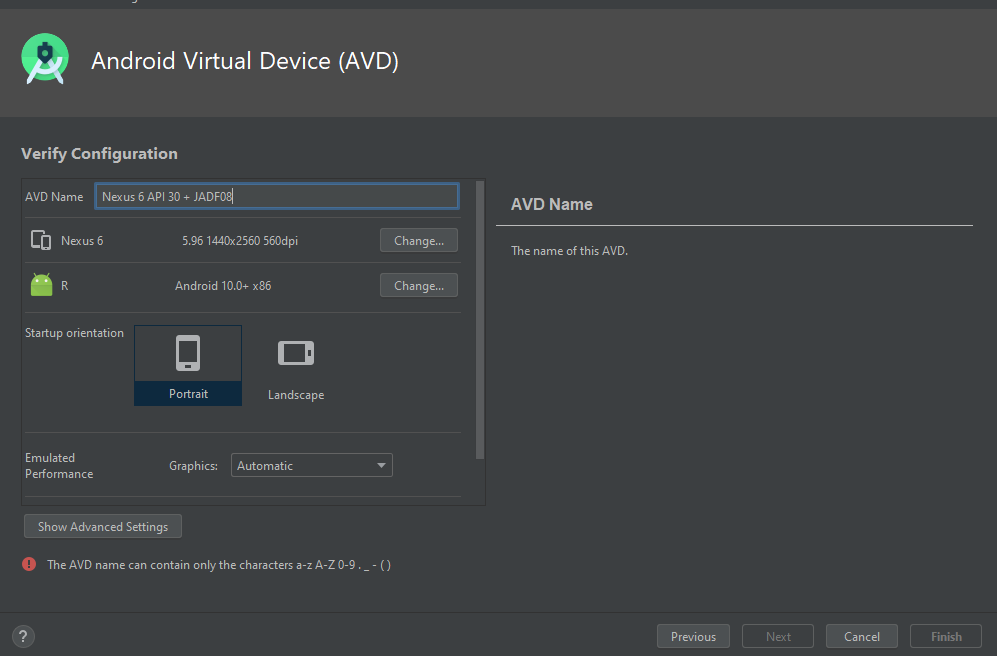 Android Virtual Device (AVD)
Verify Configuration
AVD Name Nexus 6 API 30 + JADF08
Nexus 6 5.96 1440x2560 560dpi Change...
R Android 10.0+ x86 Change...
Startup orientation
Portrait
Landscape
Emulated
Performance
Graphics: Automatic
Show Advanced Settings
The AVD name can contain only the characters a-z A-Z 0-9 . _ - ( )
AVD Name
The name of this AVD.
?
Previous Next Cancel Finish